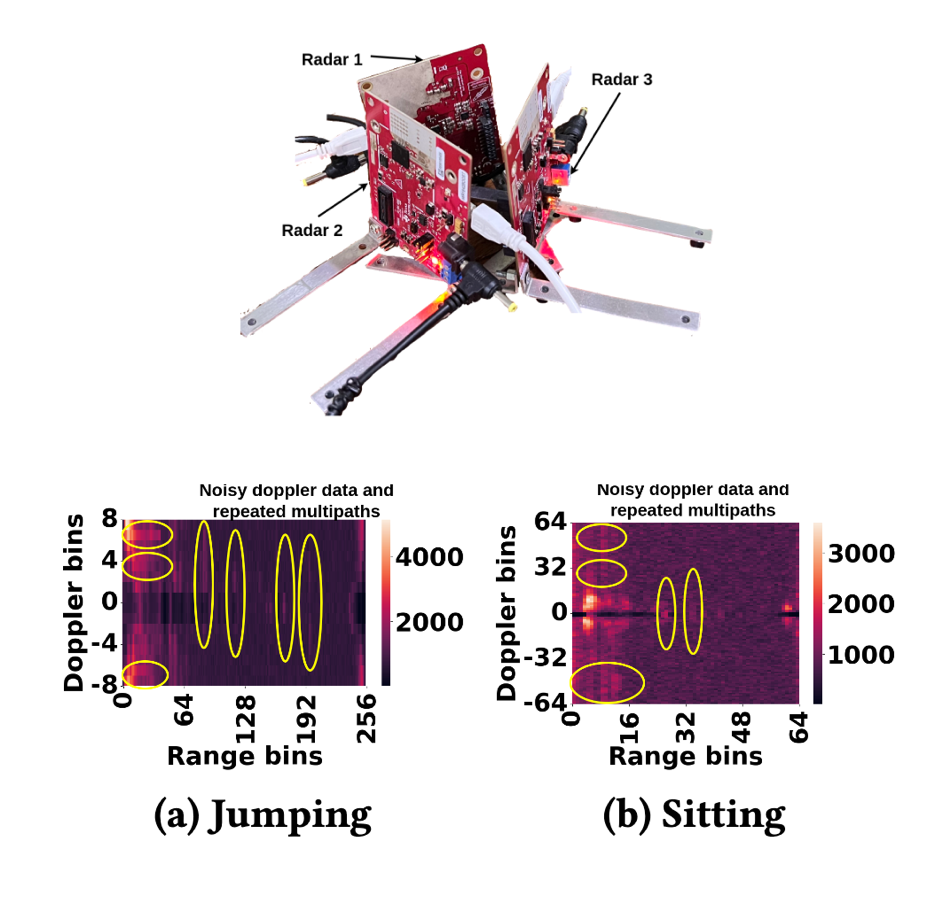 Radar 1
Radar 3
Radar 2
Noisy doppler data and
repeated multipaths
Doppler bins
8
4
0
-4
-8
0
64
128
192
256
Range bins
4000
2000
(a) Jumping
Noisy doppler data and
repeated multipaths
Doppler bins
64
32
0
-32
-64
0
16
32
48
64
Range bins
3000
2000
1000
(b) Sitting